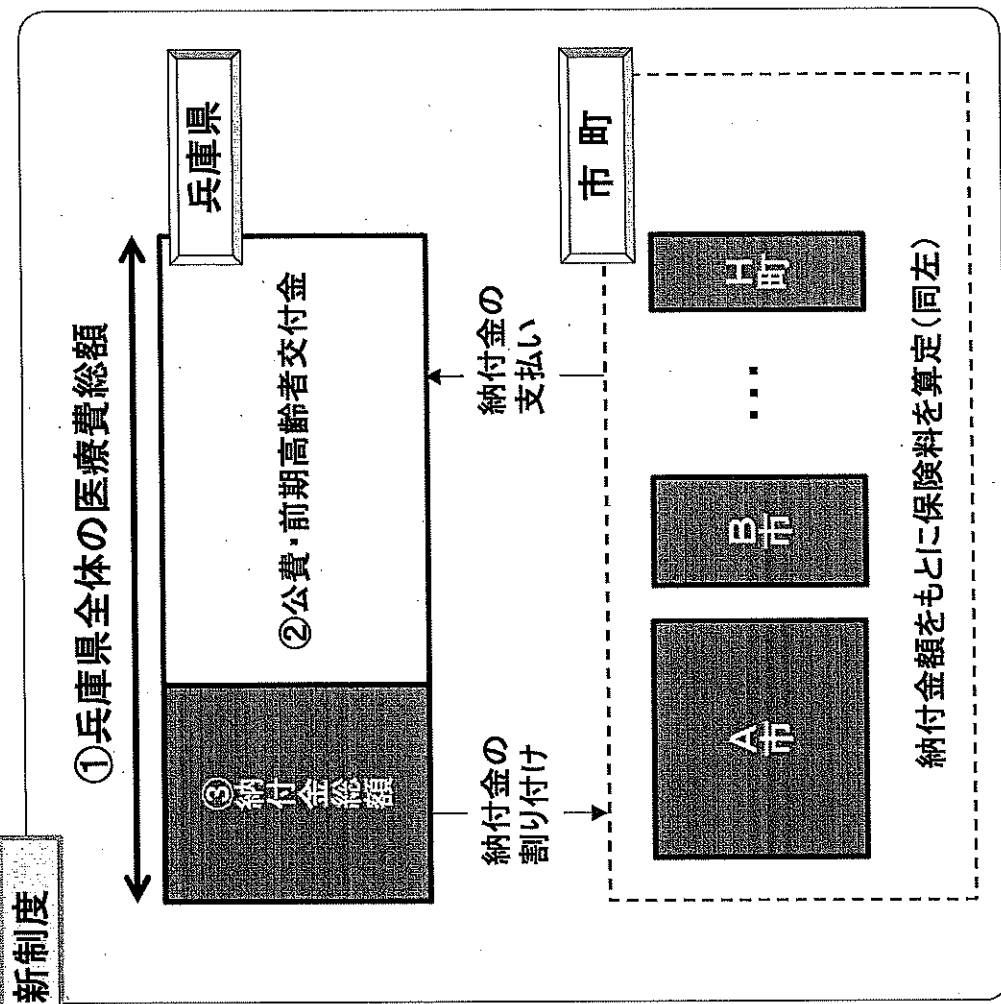 新制度
①兵庫県全体の医療費総額
兵庫県
③納付金総額
②公費・前期高齢者交付金
納付金の
割り付け
納付金の
支払い
市町
A市
B市
…
H町
納付金額をもとに保険料を算定(同左)